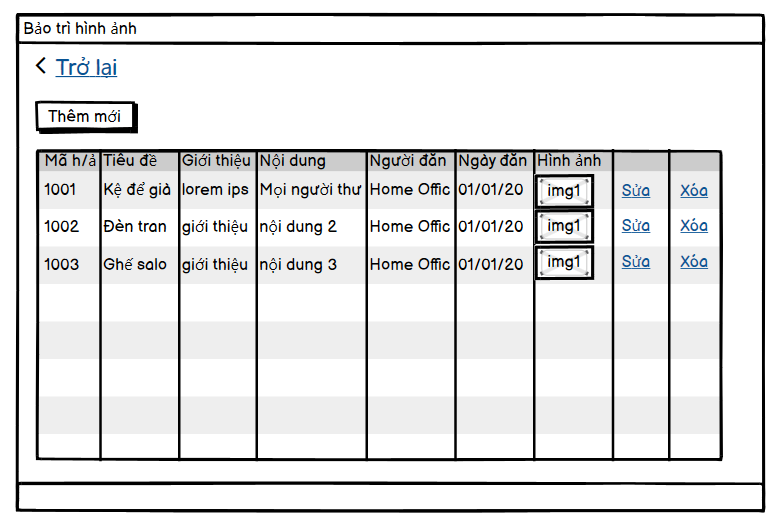 Bảo trì hình ảnh
Trở lại
Thêm mới
Mã h/ả Tiêu đề Giới thiệu Nội dung Người đăn Ngày đăn Hình ảnh
1001 Kệ để già lorem ips Mọi người thư Home Offic 01/01/20 img1 Sửa Xóa
1002 Đèn tran giới thiệu nội dung 2 Home Offic 01/01/20 img1 Sửa Xóa
1003 Ghế salo giới thiệu nội dung 3 Home Offic 01/01/20 img1 Sửa Xóa